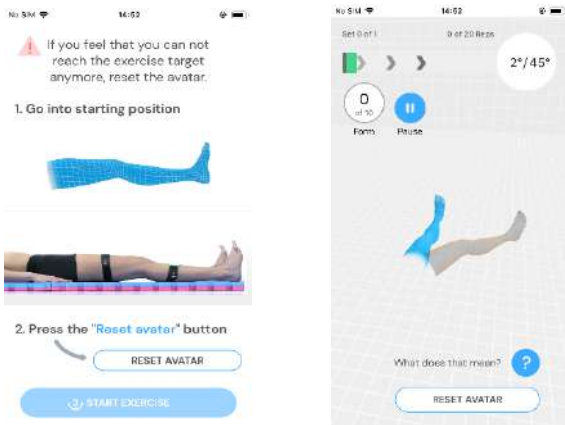 No SIM 14:52
If you feel that you can not
reach the exercise target
anymore, reset the avatar.
1. Go into starting position
2. Press the "Reset avatar" button
RESET AVATAR
START EXERCISE
No SIM 14:52
Set 0 of 1 0 of 20 Reps
2°/45°
0
of 10
Form Pause
What does that mean? ?
RESET AVATAR